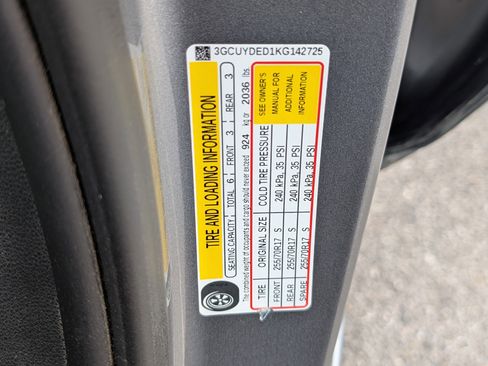 3GCUYDED1KG142725
TIRE AND LOADING INFORMATION
SEATING CAPACITY TOTAL 6 FRONT 3 REAR 3
The combined weight of occupants and cargo should never exceed 924 kg or 2036 lbs.
TIRE ORIGINAL SIZE COLD TIRE PRESSURE SEE OWNER'S
FRONT 255/70R17 S 240 kPa, 35 PSI MANUAL FOR
REAR 255/70R17 S 240 kPa, 35 PSI ADDITIONAL
SPARE 255/70R17 S 240 kPa, 35 PSI INFORMATION